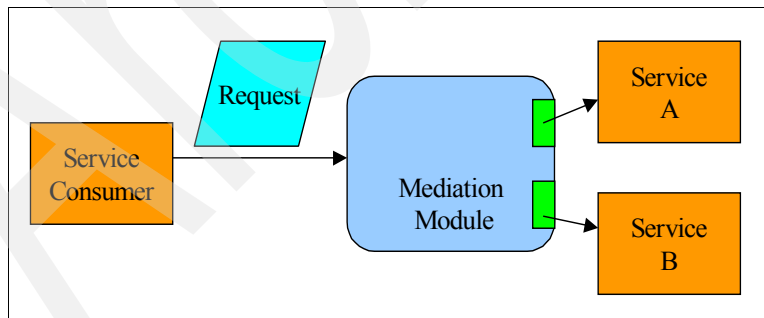 Request
Service
Consumer
Mediation
Module
Service
A
Service
B